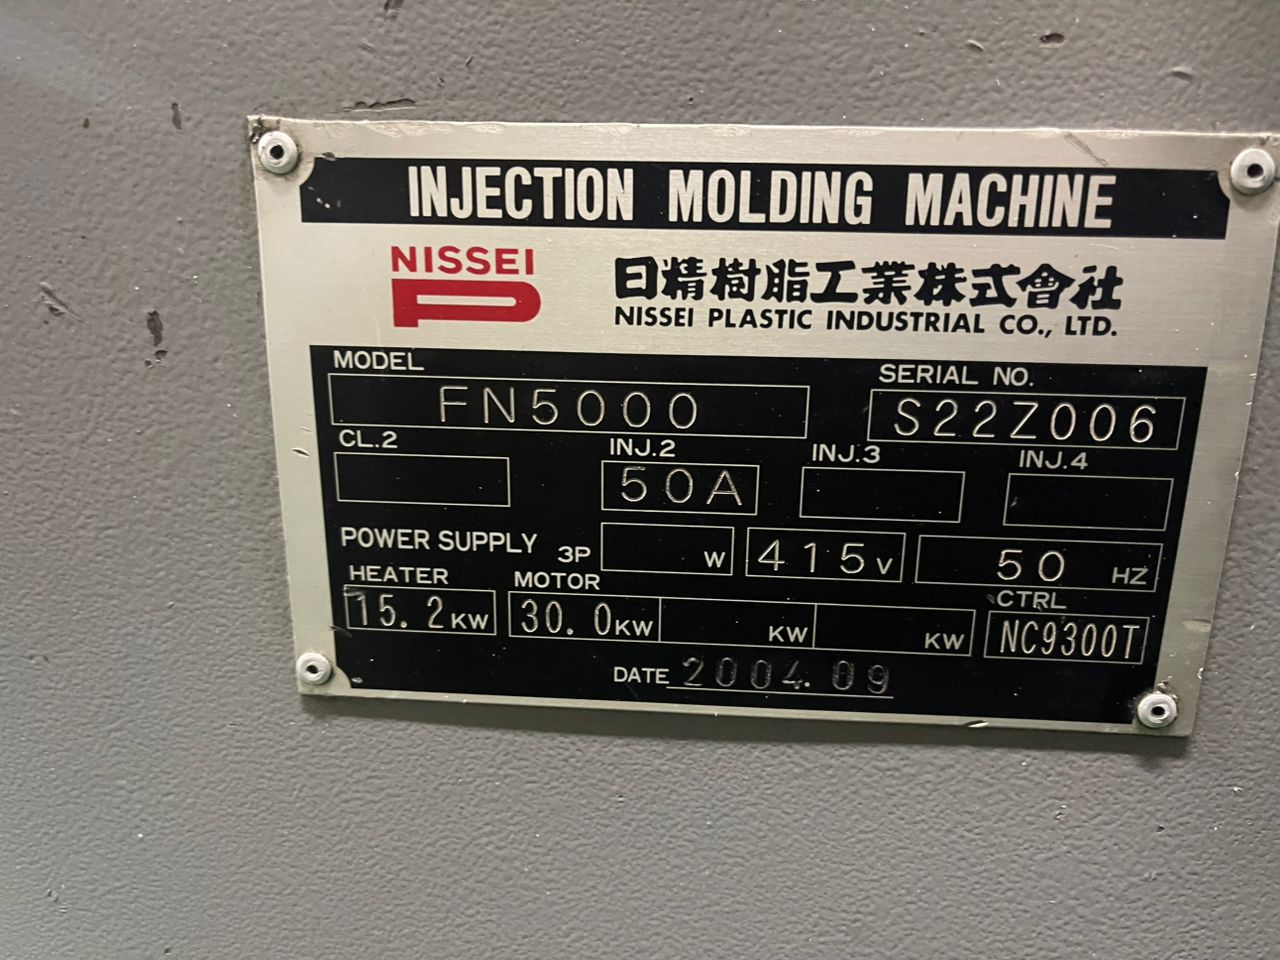 INJECTION MOLDING MACHINE
NISSEI
日精樹脂工業株式會社
NISSEI PLASTIC INDUSTRIAL CO., LTD.
MODEL SERIAL NO.
FN5000 S22Z006
CL.2 INJ.2 INJ.3 INJ.4
50A
POWER SUPPLY 3P W 415V 50 HZ
HEATER MOTOR CTRL
15.2KW 30.0KW KW KW NC9300T
DATE 2004.09